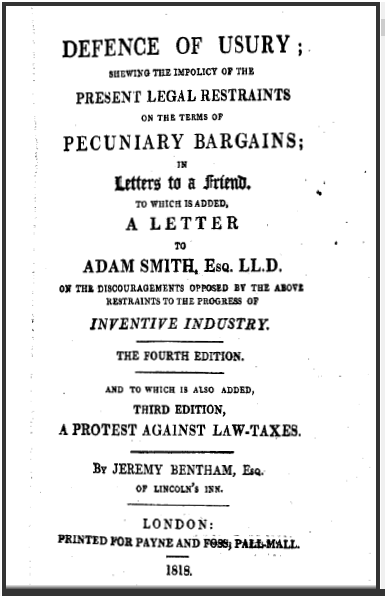 DEFENCE OF USURY;
SHEWING THE IMPOLICY OF THE
PRESENT LEGAL RESTRAINTS
ON THE TERMS OF
PECUNIARY BARGAINS;
IN
Letters to a Friend.
TO WHICH IS ADDED,
A LETTER
TO
ADAM SMITH, Esq. LL.D.
ON THE DISCOURAGEMENTS OPPOSED BY THE ABOVE
RESTRAINTS TO THE PROGRESS OF
INVENTIVE INDUSTRY.
THE FOURTH EDITION.
AND TO WHICH IS ALSO ADDED,
THIRD EDITION,
A PROTEST AGAINST LAW-TAXES.
By JEREMY BENTHAM, Esq.
OF LINCOLN'S INN.
LONDON:
PRINTED FOR PAYNE AND FOSS, PALL-MALL.
1818.